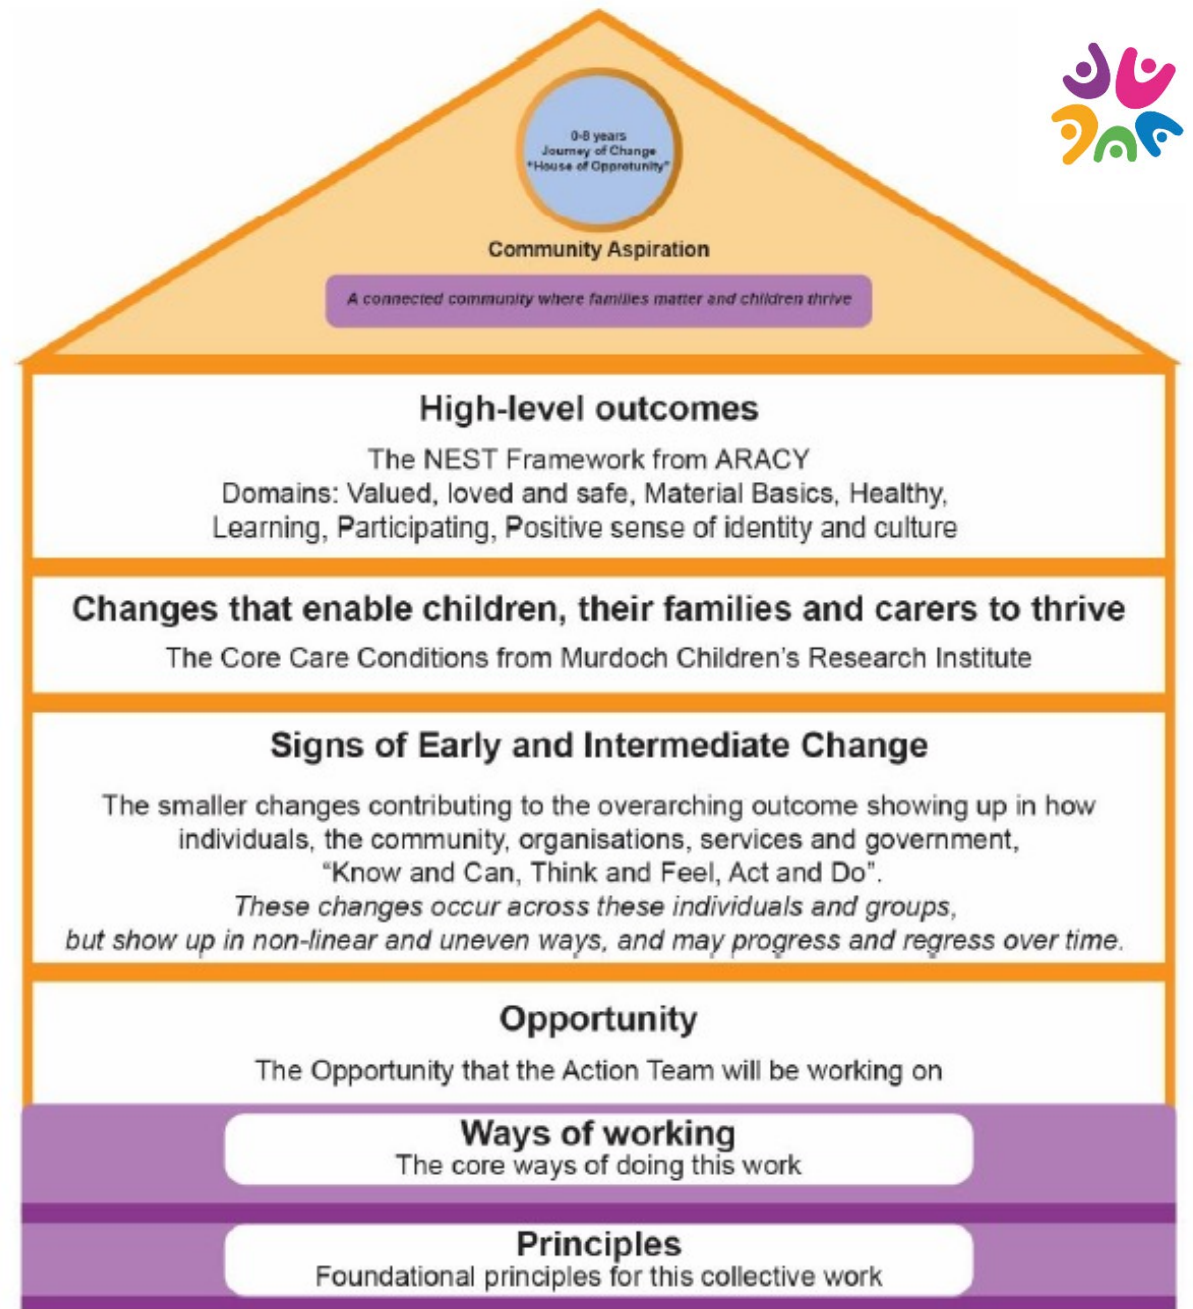 0-8 years
Journey of Change
"House of Oppretunity"
Community Aspiration
A connected community where families matter and children thrive
High-level outcomes
The NEST Framework from ARACY
Domains: Valued, loved and safe, Material Basics, Healthy,
Learning, Participating, Positive sense of identity and culture
Changes that enable children, their families and carers to thrive
The Core Care Conditions from Murdoch Children’s Research Institute
Signs of Early and Intermediate Change
The smaller changes contributing to the overarching outcome showing up in how
individuals, the community, organisations, services and government,
“Know and Can, Think and Feel, Act and Do”.
These changes occur across these individuals and groups,
but show up in non-linear and uneven ways, and may progress and regress over time.
Opportunity
The Opportunity that the Action Team will be working on
Ways of working
The core ways of doing this work
Principles
Foundational principles for this collective work